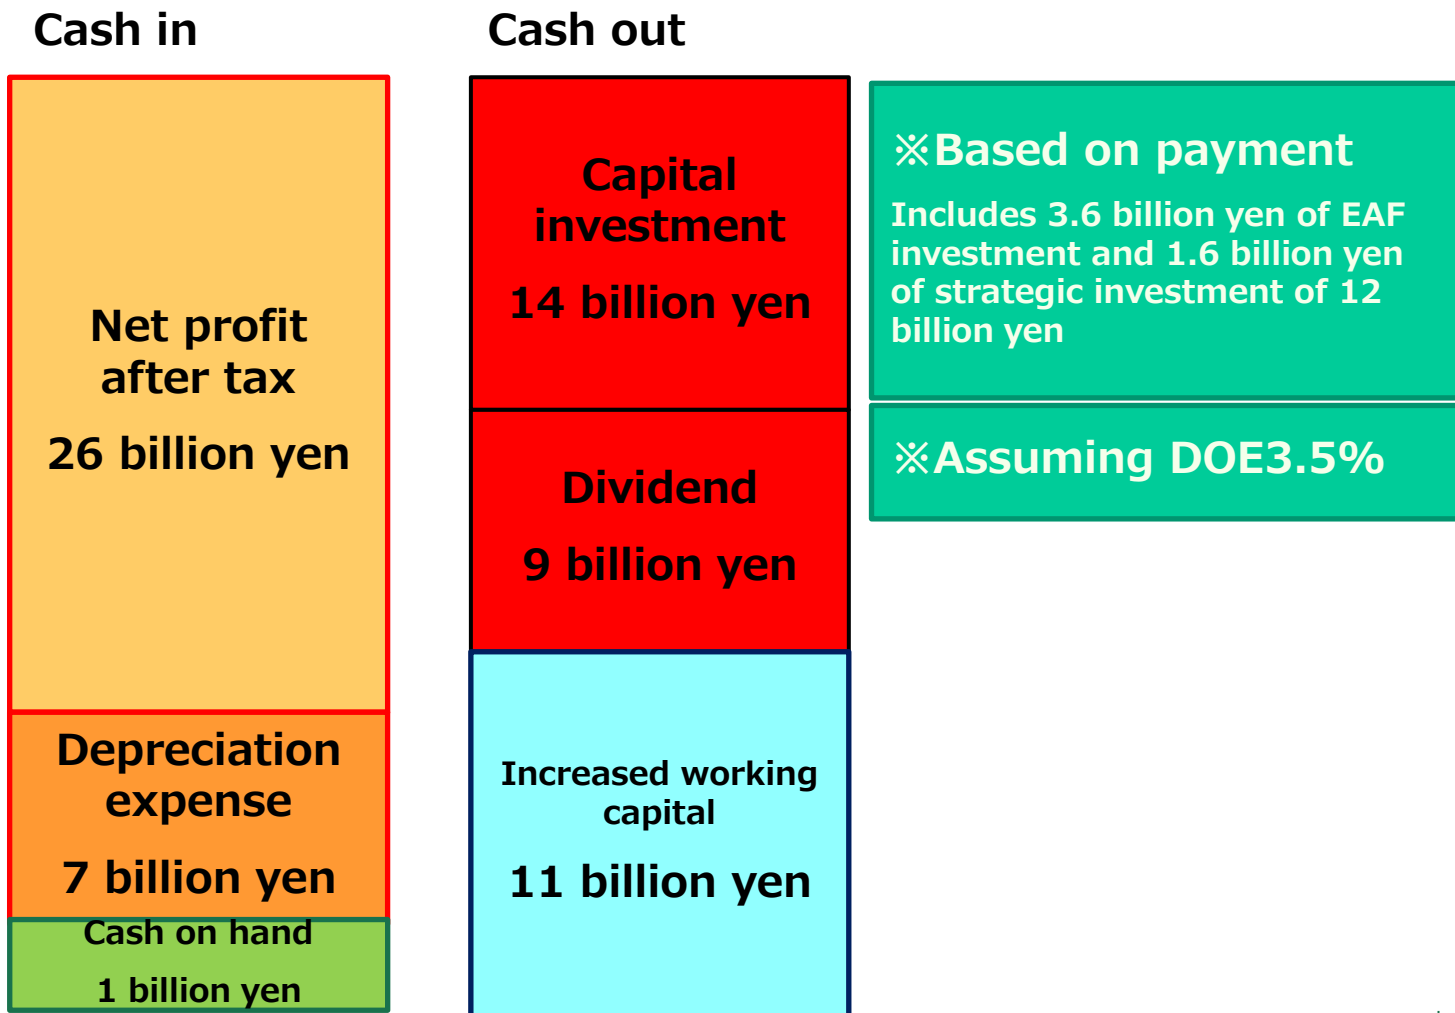 Cash in
Net profit
after tax
26 billion yen
Depreciation
expense
7 billion yen
Cash on hand
1 billion yen
Cash out
Capital
investment
14 billion yen
Dividend
9 billion yen
Increased working
capital
11 billion yen
※Based on payment
Includes 3.6 billion yen of EAF
investment and 1.6 billion yen
of strategic investment of 12
billion yen
※Assuming DOE3.5%